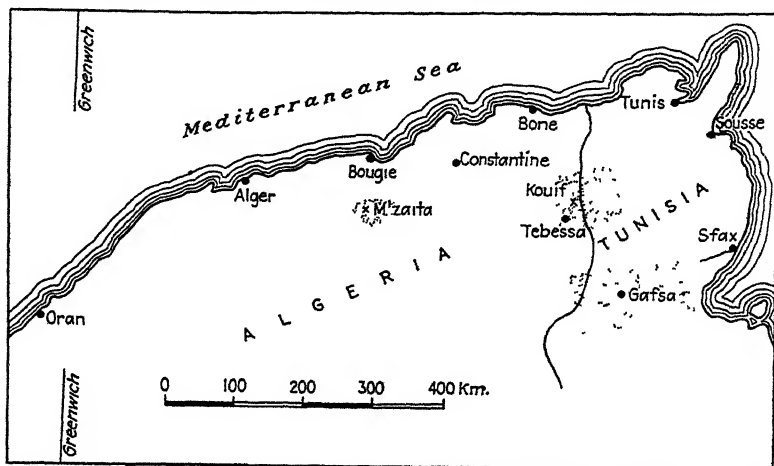 Greenwich
Mediterranean Sea
Tunis
Bone
Sousse
Bougie
Constantine
Alger
Kouif
M'zaita
Tebessa
TUNISIA
Sfax
ALGERIA
Gafsa
Oran
0 100 200 300 400 Km.
Greenwich